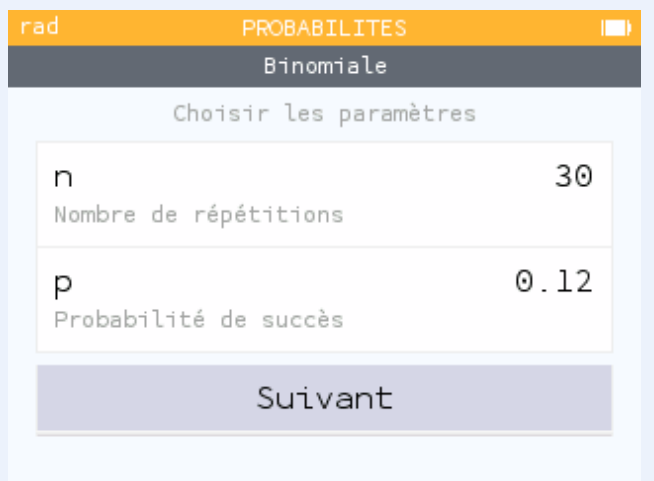 rad PROBABILITES
Binomiale
Choisir les paramètres
n 30
Nombre de répétitions
p 0.12
Probabilité de succès
Suivant